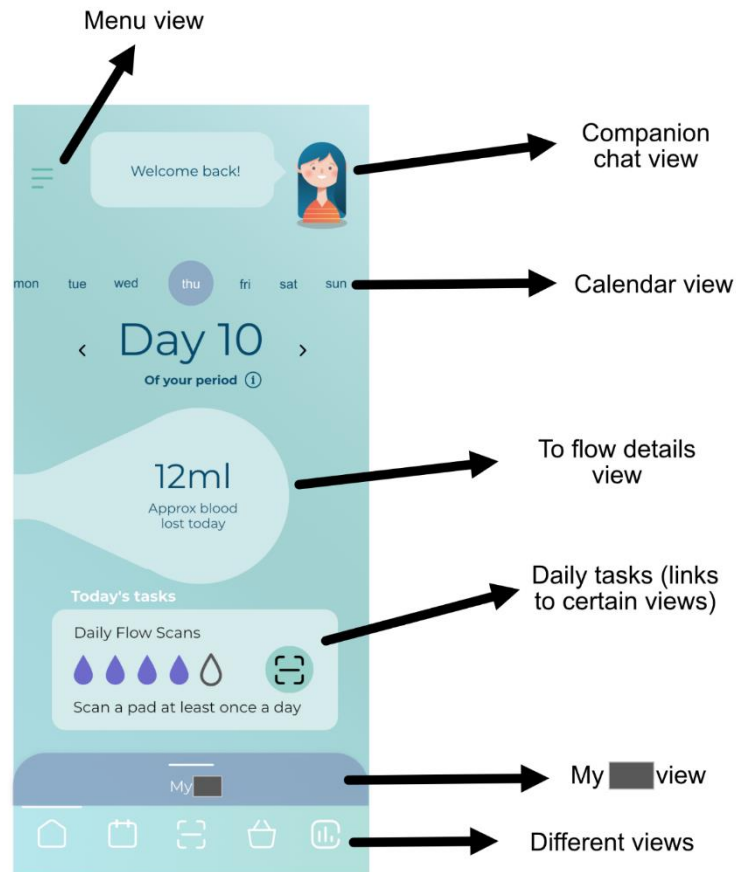 Menu view
Welcome back!
Companion
chat view
mon tue wed thu fri sat sun
Calendar view
Day 10
Of your period
To flow details
view
12ml
Approx blood
lost today
Daily tasks (links
to certain views)
Today's tasks
Daily Flow Scans
Scan a pad at least once a day
My
My view
Different views